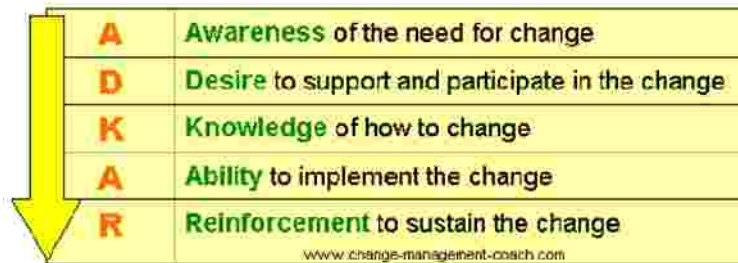 A Awareness of the need for change
D Desire to support and participate in the change
K Knowledge of how to change
A Ability to implement the change
R Reinforcement to sustain the change
www.change-management-coach.com